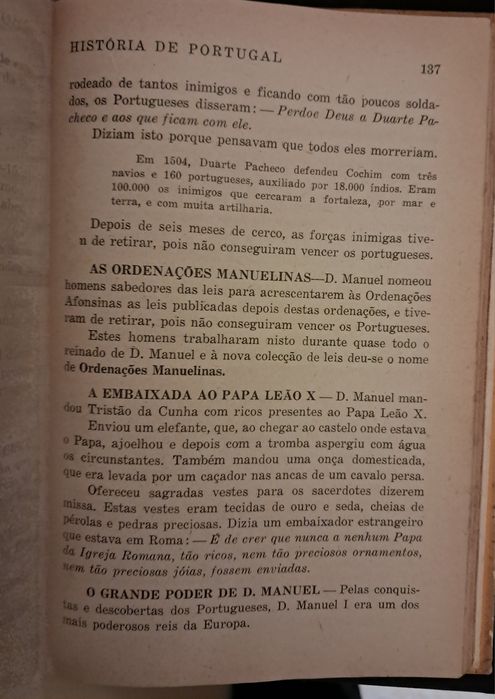 HISTÓRIA DE PORTUGAL
137
rodeado de tantos inimigos e ficando com tão poucos solda-
dos, os Portugueses disseram: — Perdoe Deus a Duarte Pa-
checo e aos que ficam com ele.
Diziam isto porque pensavam que todos eles morreriam.
Em 1504, Duarte Pacheco defendeu Cochim com três
navios e 160 portugueses, auxiliado por 18.000 índios. Eram
100.000 os inimigos que cercaram a fortaleza, por mar e
terra, e com muita artilharia.
Depois de seis meses de cerco, as forças inimigas tive-
n de retirar, pois não conseguiram vencer os portugueses.
AS ORDENAÇÕES MANUELINAS—D. Manuel nomeou
homens sabedores das leis para acrescentarem às Ordenações
Afonsinas as leis publicadas depois destas ordenações, e tive-
ram de retirar, pois não conseguiram vencer os Portugueses.
Estes homens trabalharam nisto durante quase todo o
reinado de D. Manuel e à nova colecção de leis deu-se o nome
de Ordenações Manuelinas.
A EMBAIXADA AO PAPA LEÃO X — D. Manuel man-
dou Tristão da Cunha com ricos presentes ao Papa Leão X.
Enviou um elefante, que, ao chegar ao castelo onde estava
o Papa, ajoelhou e depois com a tromba aspergiu com água
os circunstantes. Também mandou uma onça domesticada,
que era levada por um caçador nas ancas de um cavalo persa.
Ofereceu sagradas vestes para os sacerdotes dizerem
missa. Estas vestes eram tecidas de ouro e seda, cheias de
pérolas e pedras preciosas. Dizia um embaixador estrangeiro
que estava em Roma: — É de crer que nunca a nenhum Papa
da Igreja Romana, tão ricos, nem tão preciosos ornamentos,
nem tão preciosas jóias, fossem enviadas.
O GRANDE PODER DE D. MANUEL — Pelas conquis-
tas e descobertas dos Portugueses, D. Manuel I era um dos
mais poderosos reis da Europa.